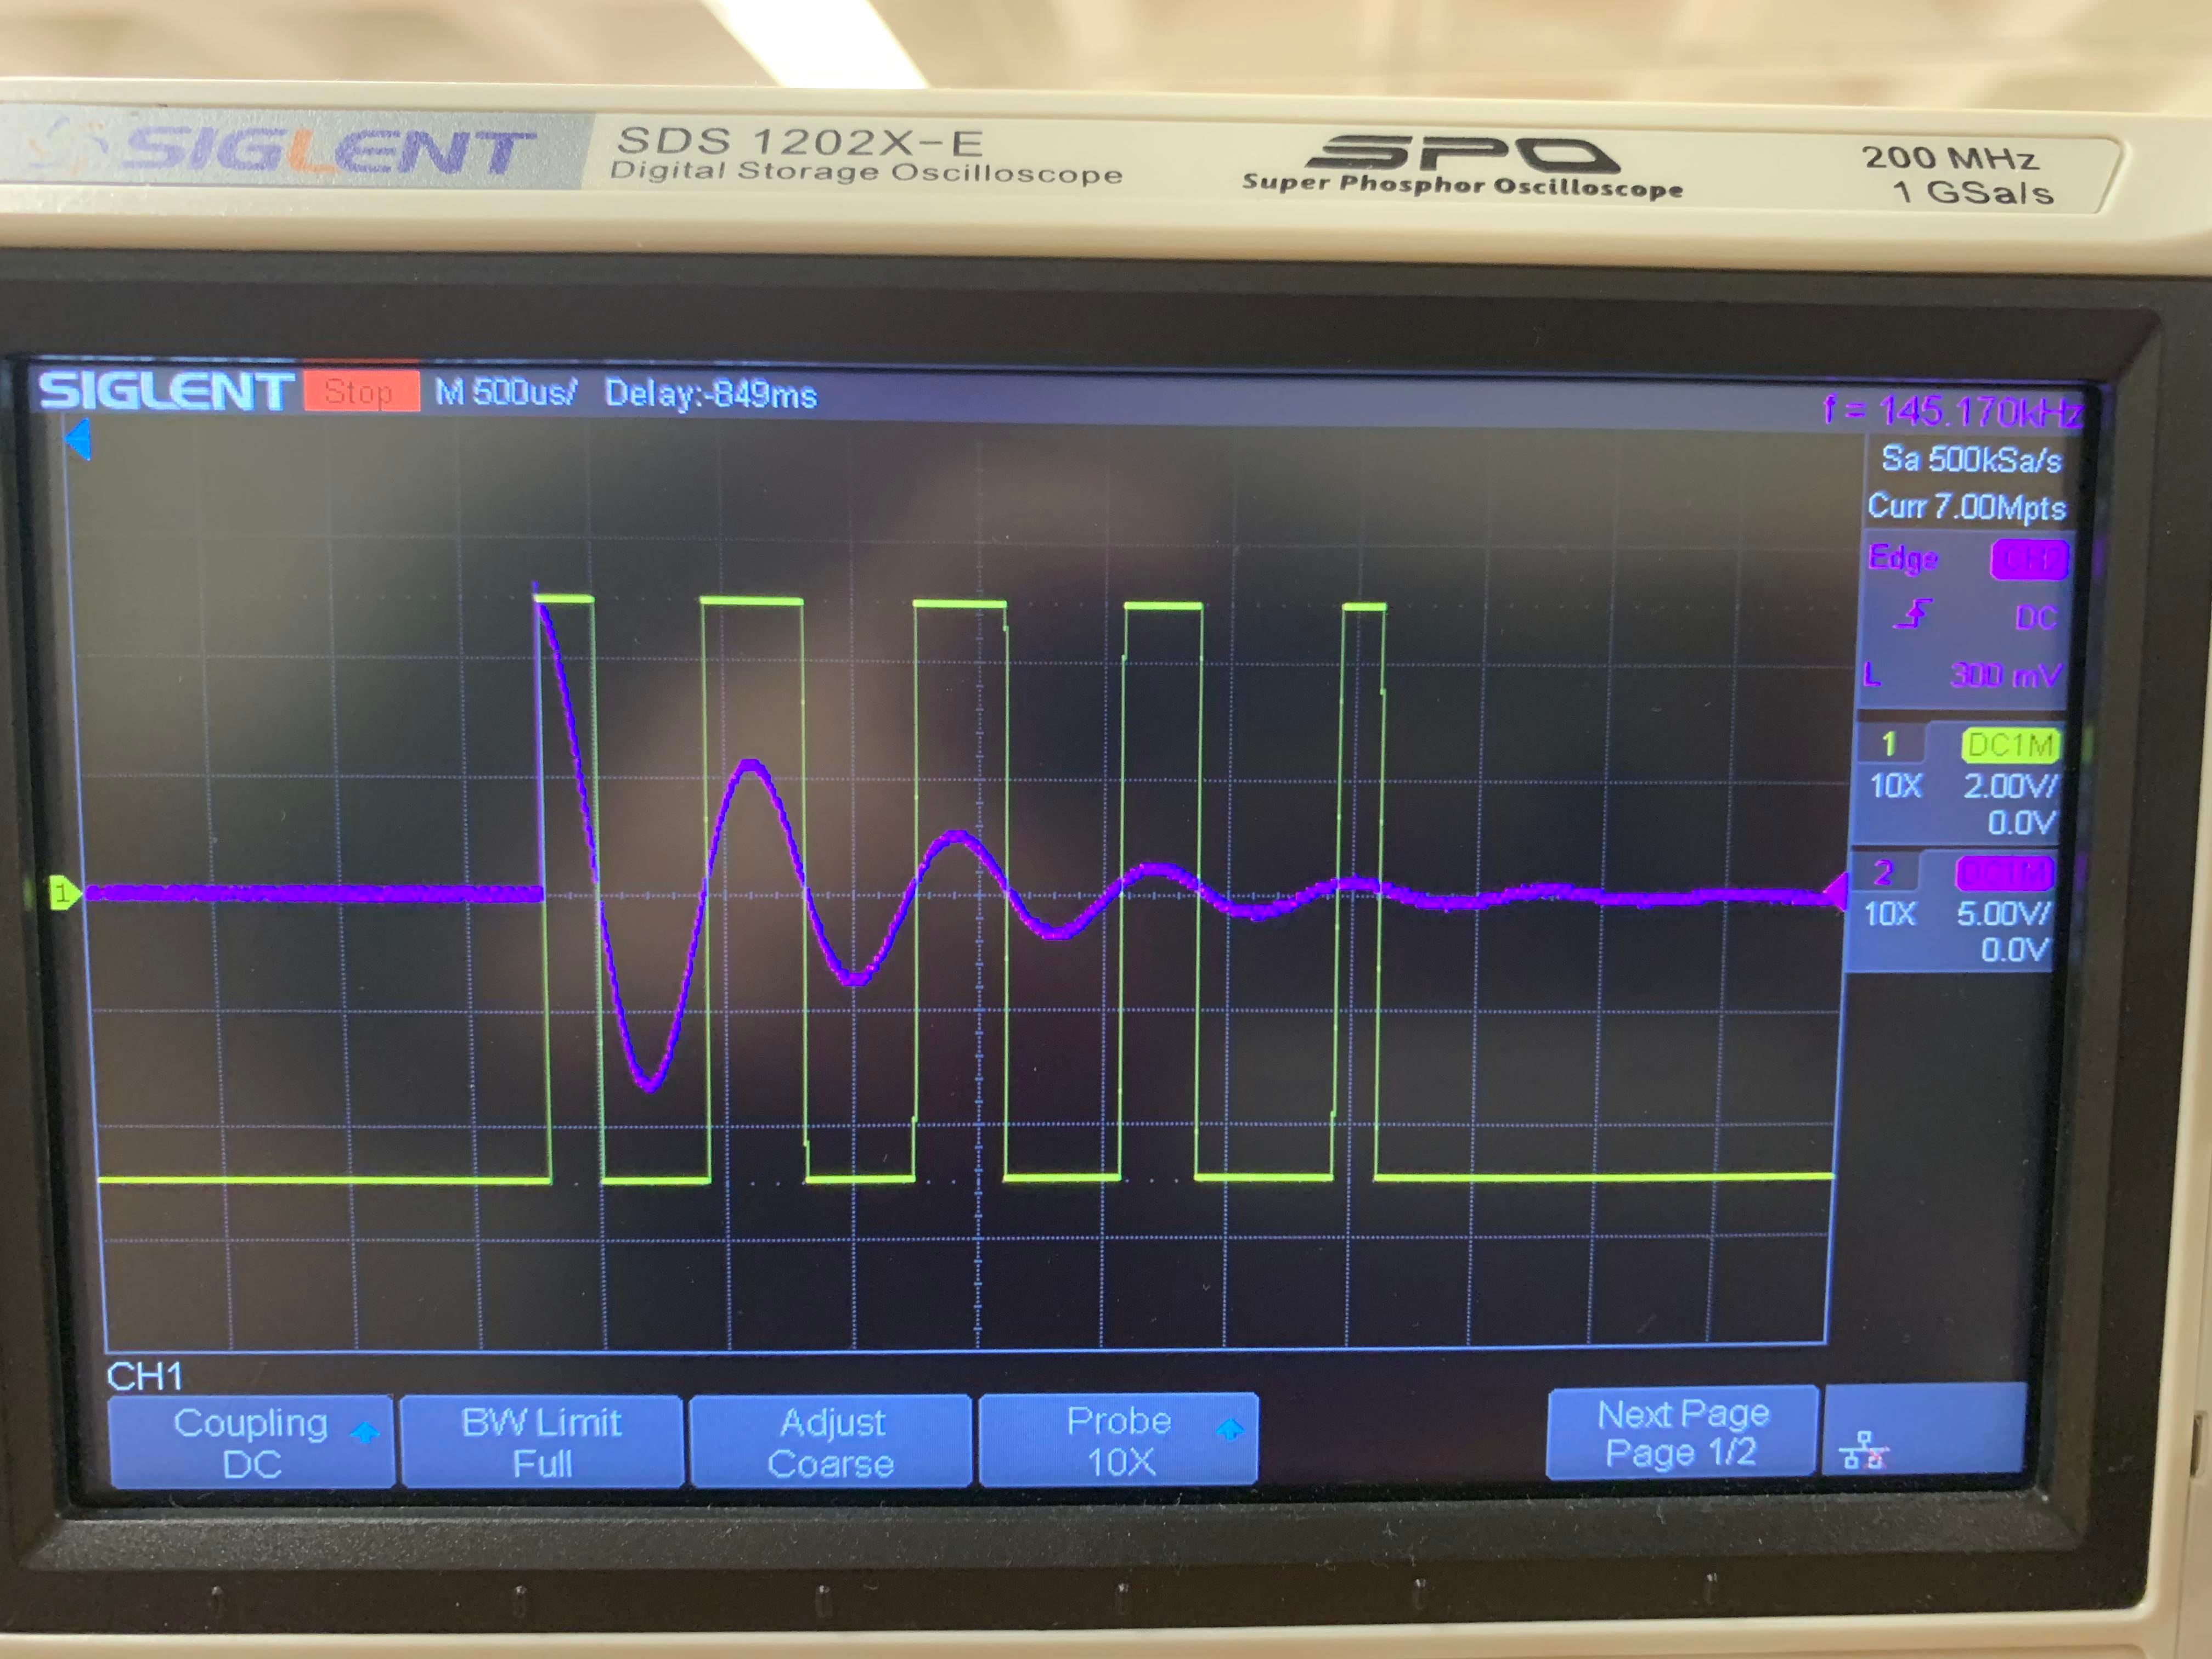 SIGLENT
SDS 1202X-E
Digital Storage Oscilloscope
SPO
Super Phosphor Oscilloscope
200 MHz
1 GSa/s
SIGLENT Stop M 500us/ Delay:-849ms
f = 145.170kHz
Sa 500kSa/s
Curr 7.00Mpts
Edge CH2
DC
L 300 mV
1 DC1M
10X 2.00V/
0.0V
2 DC1M
10X 5.00V/
0.0V
1
CH1
Coupling
DC
BW Limit
Full
Adjust
Coarse
Probe
10X
Next Page
Page 1/2